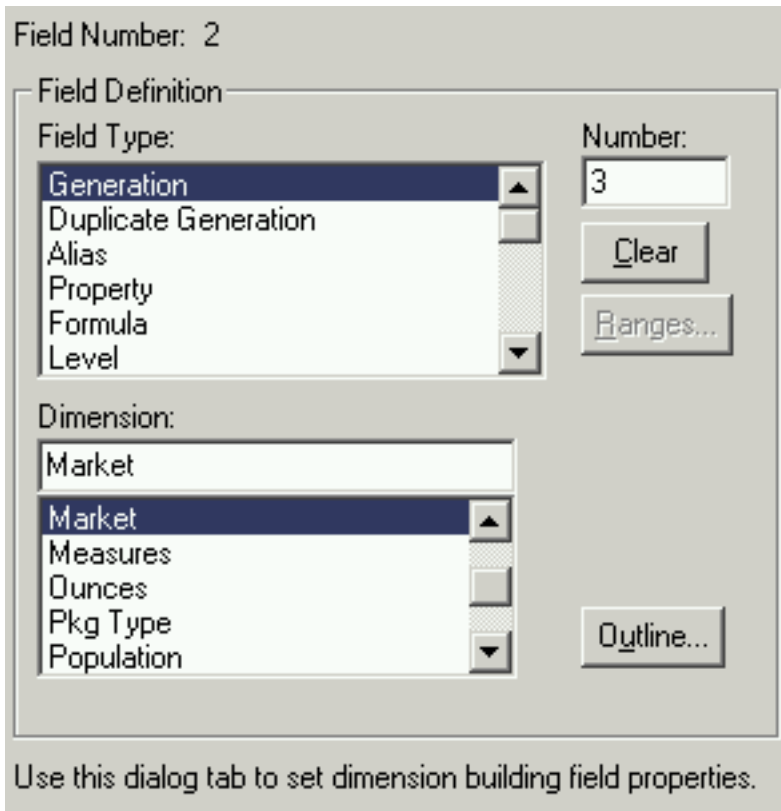 Field Number: 2
Field Definition
Field Type:
Number:
Generation
3
Duplicate Generation
Alias
Clear
Property
Formula
Ranges...
Level
Dimension:
Market
Market
Measures
Ounces
Pkg Type
Outline...
Population
Use this dialog tab to set dimension building field properties.